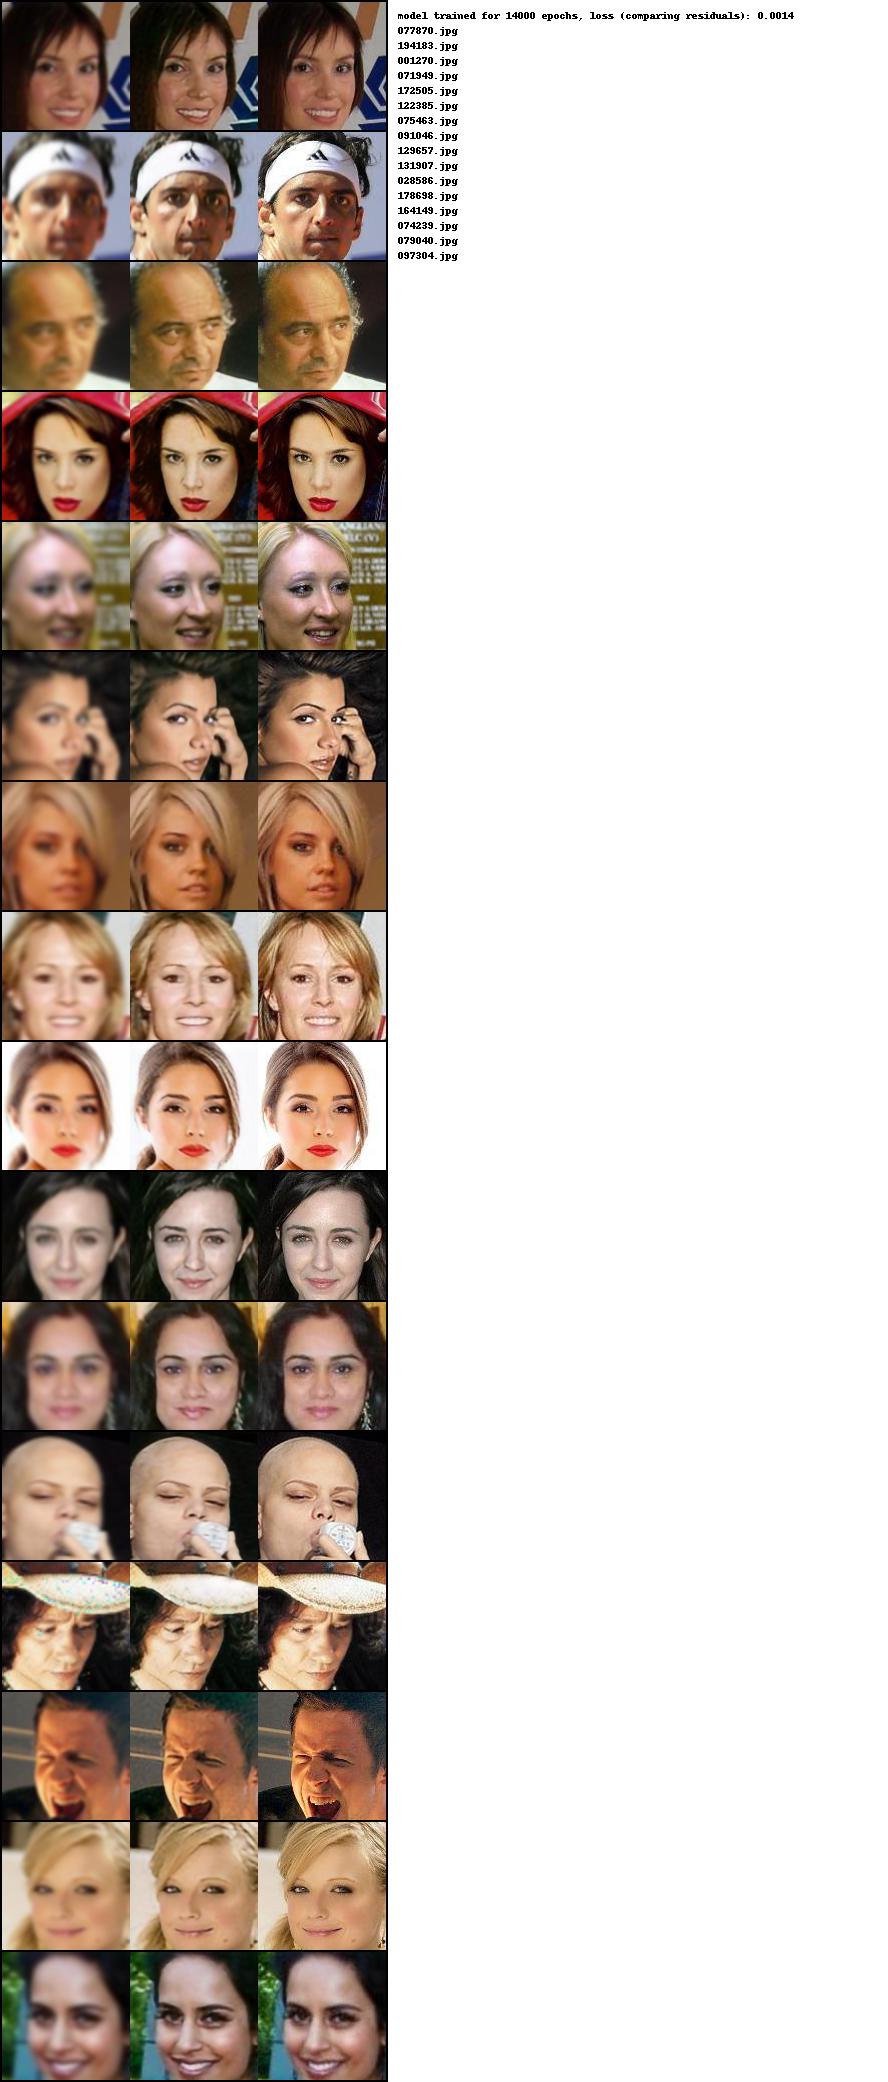 model trained for 14000 epochs, loss (comparing residuals): 0.0014
077870.jpg
194183.jpg
001270.jpg
071949.jpg
172505.jpg
122385.jpg
075463.jpg
091046.jpg
129657.jpg
131907.jpg
028586.jpg
178698.jpg
164149.jpg
074239.jpg
079040.jpg
097304.jpg